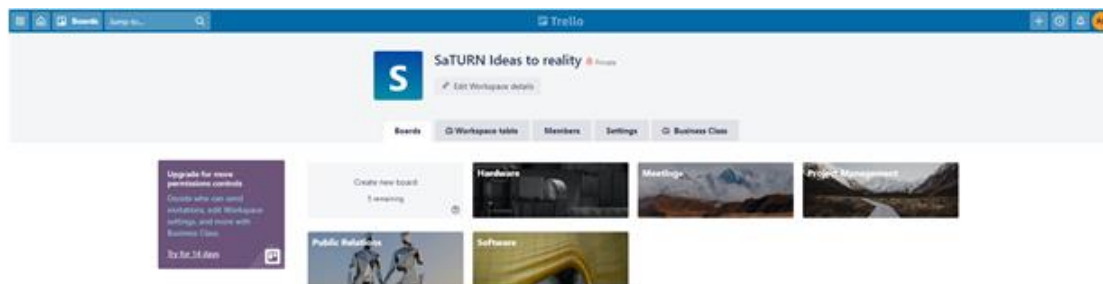 Boards
Jump to...
Trello
SaTURN Ideas to reality
Private
Edit Workspace details
Boards
Workspace table
Members
Settings
Business Class
Upgrade for more
permissions controls
Decide who can send
invitations, edit Workspace
settings, and more with
Business Class.
Try for 14 days
Create new board
5 remaining
Hardware
Meetings
Project Management
Public Relations
Software